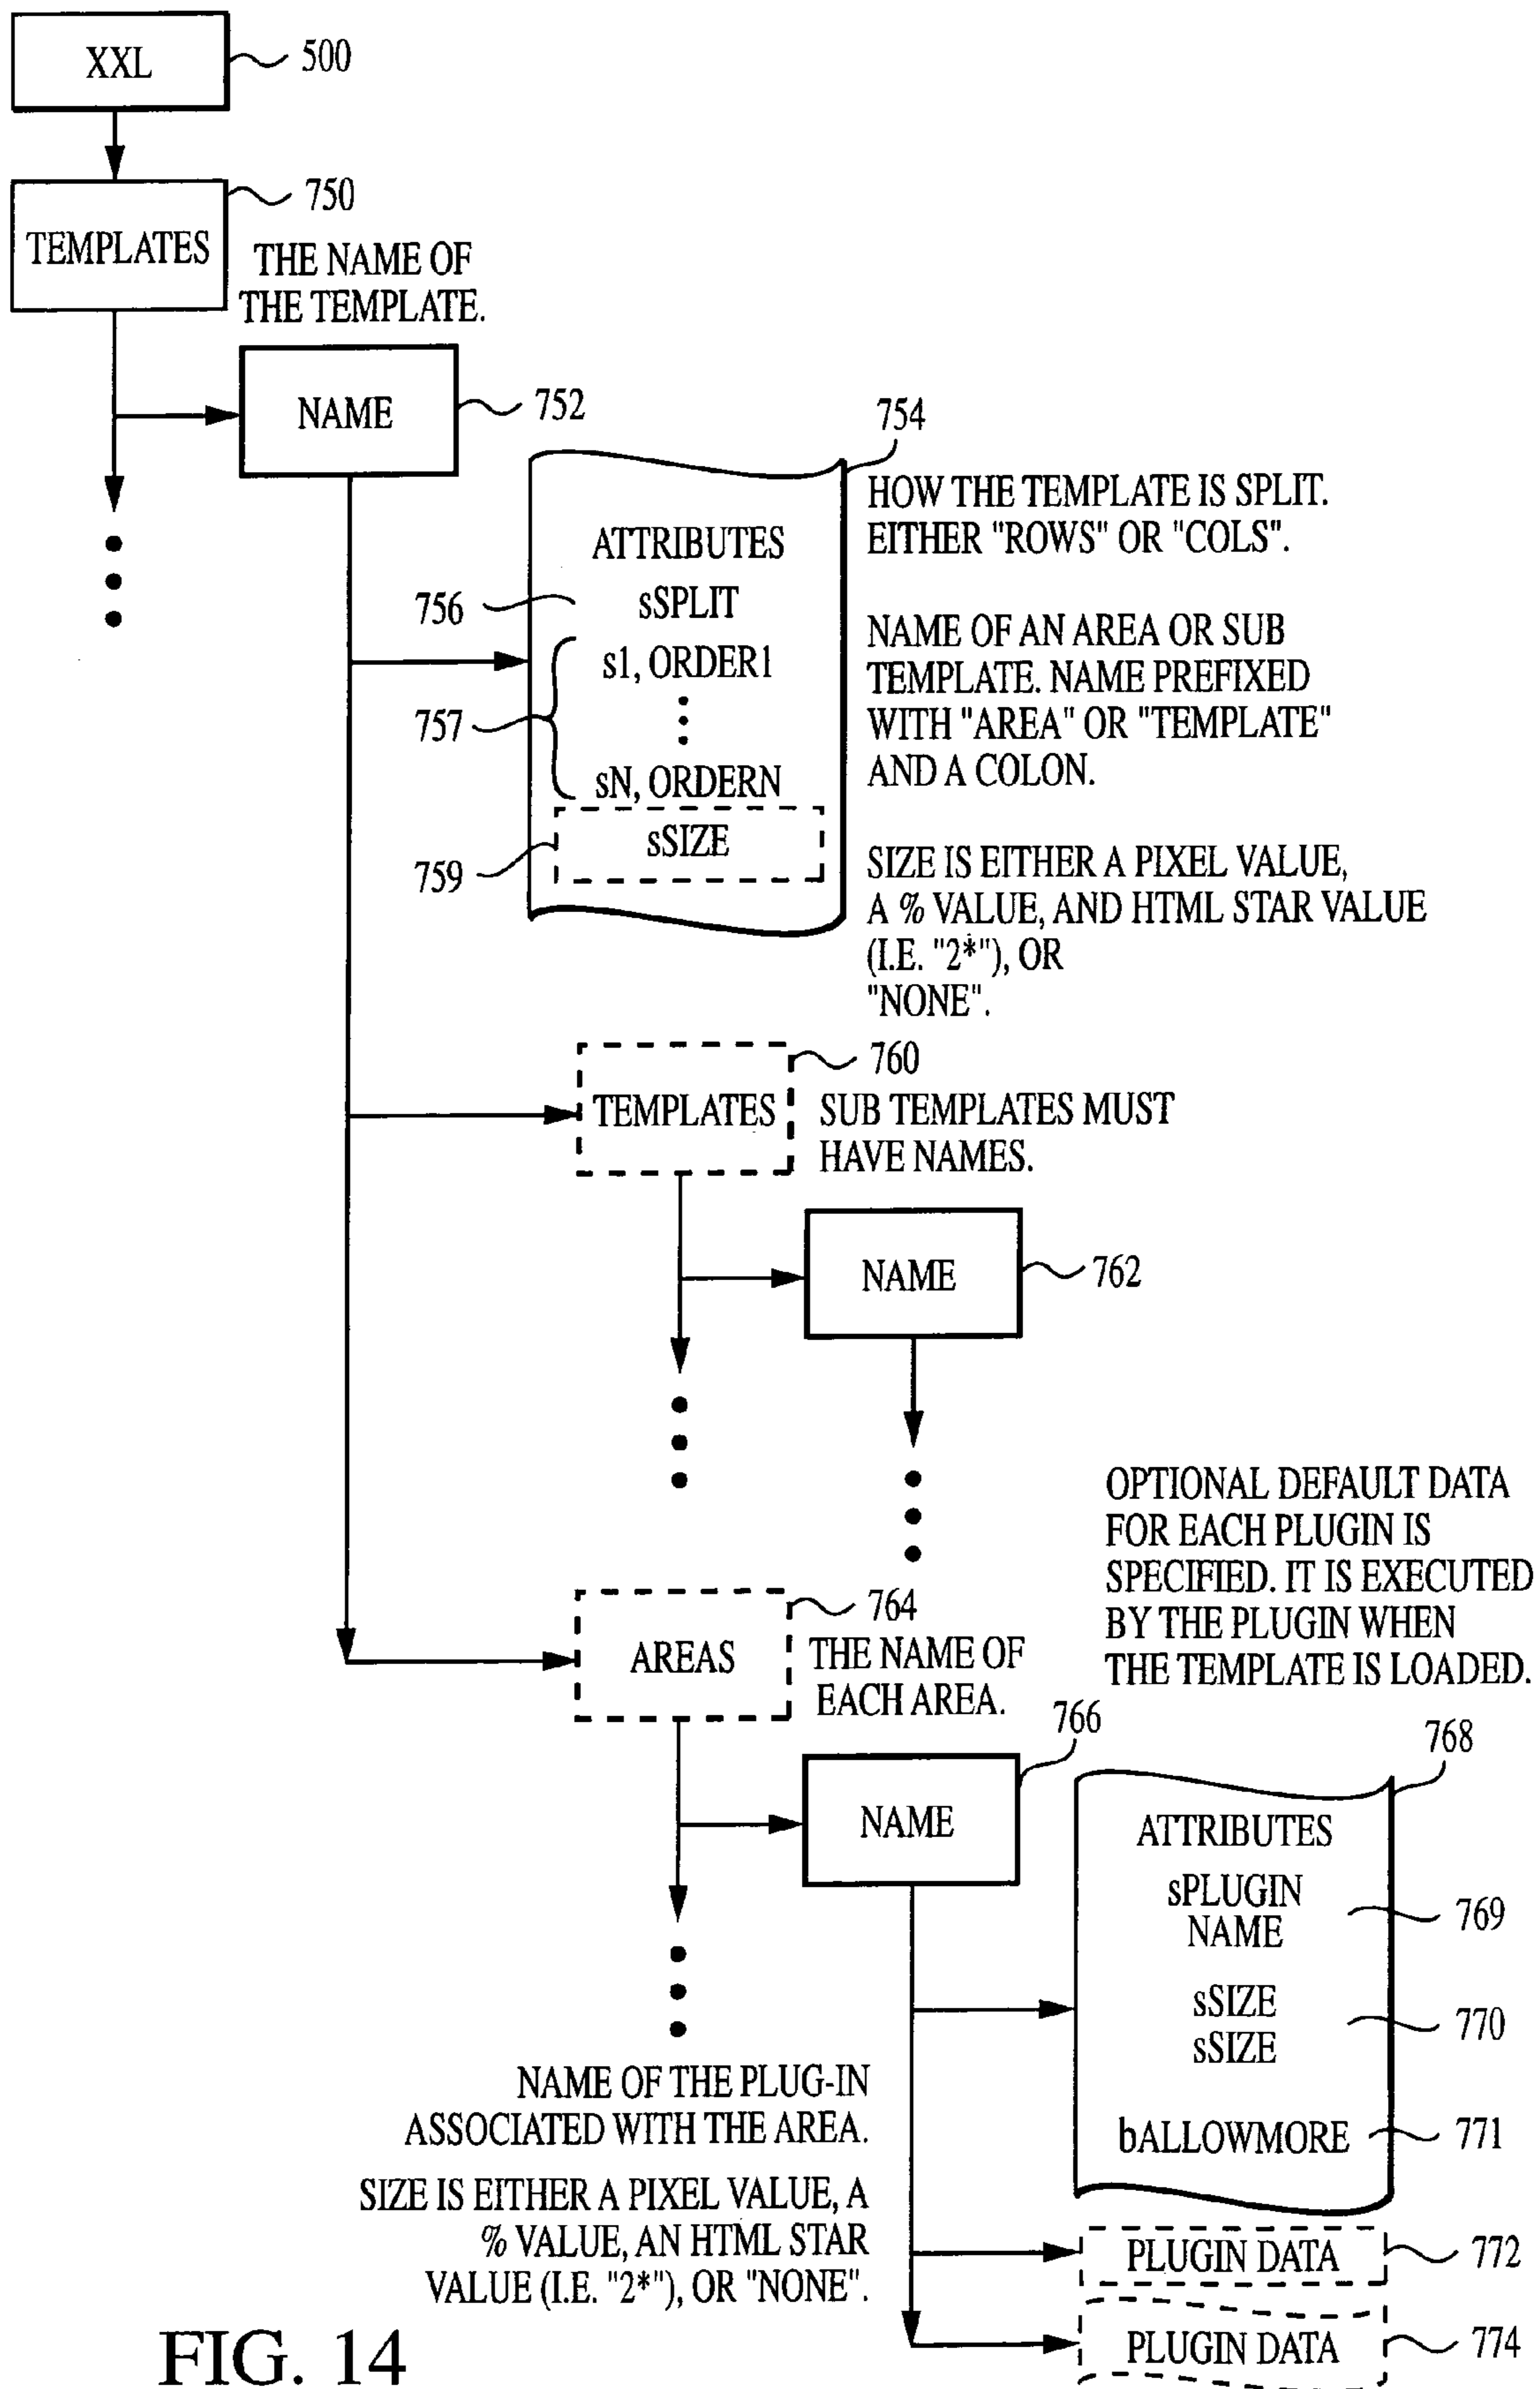 XXL
500
750
TEMPLATES
THE NAME OF
THE TEMPLATE.
NAME
752
754
ATTRIBUTES
756
sSPLIT
s1, ORDER1
757
sN, ORDERN
sSIZE
759
HOW THE TEMPLATE IS SPLIT.
EITHER "ROWS" OR "COLS".
NAME OF AN AREA OR SUB
TEMPLATE. NAME PREFIXED
WITH "AREA" OR "TEMPLATE"
AND A COLON.
SIZE IS EITHER A PIXEL VALUE,
A % VALUE, AND HTML STAR VALUE
(I.E. "2*"), OR
"NONE".
760
TEMPLATES
SUB TEMPLATES MUST
HAVE NAMES.
NAME
762
OPTIONAL DEFAULT DATA
FOR EACH PLUGIN IS
SPECIFIED. IT IS EXECUTED
BY THE PLUGIN WHEN
THE TEMPLATE IS LOADED.
764
AREAS
THE NAME OF
EACH AREA.
766
NAME
768
ATTRIBUTES
sPLUGIN
NAME
769
sSIZE
sSIZE
770
bALLOWMORE
771
NAME OF THE PLUG-IN
ASSOCIATED WITH THE AREA.
SIZE IS EITHER A PIXEL VALUE, A
% VALUE, AN HTML STAR
VALUE (I.E. "2*"), OR "NONE".
PLUGIN DATA
772
PLUGIN DATA
774
FIG. 14